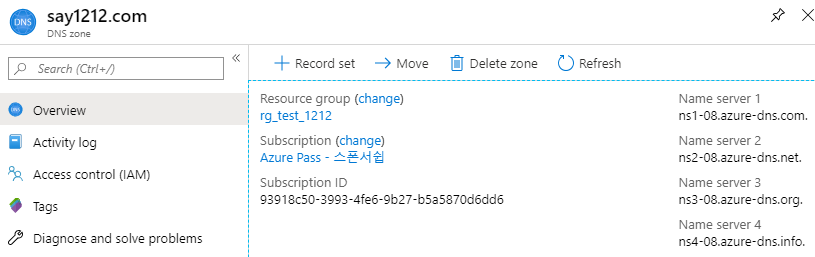 say1212.com
DNS zone
Search (Ctrl+/)
Overview
Activity log
Access control (IAM)
Tags
Diagnose and solve problems
Record set
Move
Delete zone
Refresh
Resource group (change)
rg_test_1212
Subscription (change)
Azure Pass - 스폰서쉽
Subscription ID
93918c50-3993-4fe6-9b27-b5a5870d6dd6
Name server 1
ns1-08.azure-dns.com.
Name server 2
ns2-08.azure-dns.net.
Name server 3
ns3-08.azure-dns.org.
Name server 4
ns4-08.azure-dns.info.